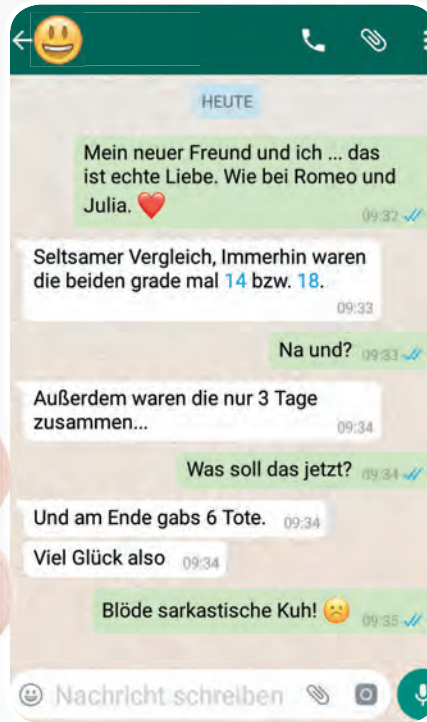 HEUTE
Mein neuer Freund und ich ... das
ist echte Liebe. Wie bei Romeo und
Julia. ❤️
09:32
Seltsamer Vergleich, Immerhin waren
die beiden grade mal 14 bzw. 18.
09:33
Na und? 09:33
Außerdem waren die nur 3 Tage
zusammen... 09:34
Was soll das jetzt? 09:34
Und am Ende gabs 6 Tote. 09:34
Viel Glück also 09:34
Blöde sarkastische Kuh! ☹️ 09:35
Nachricht schreiben